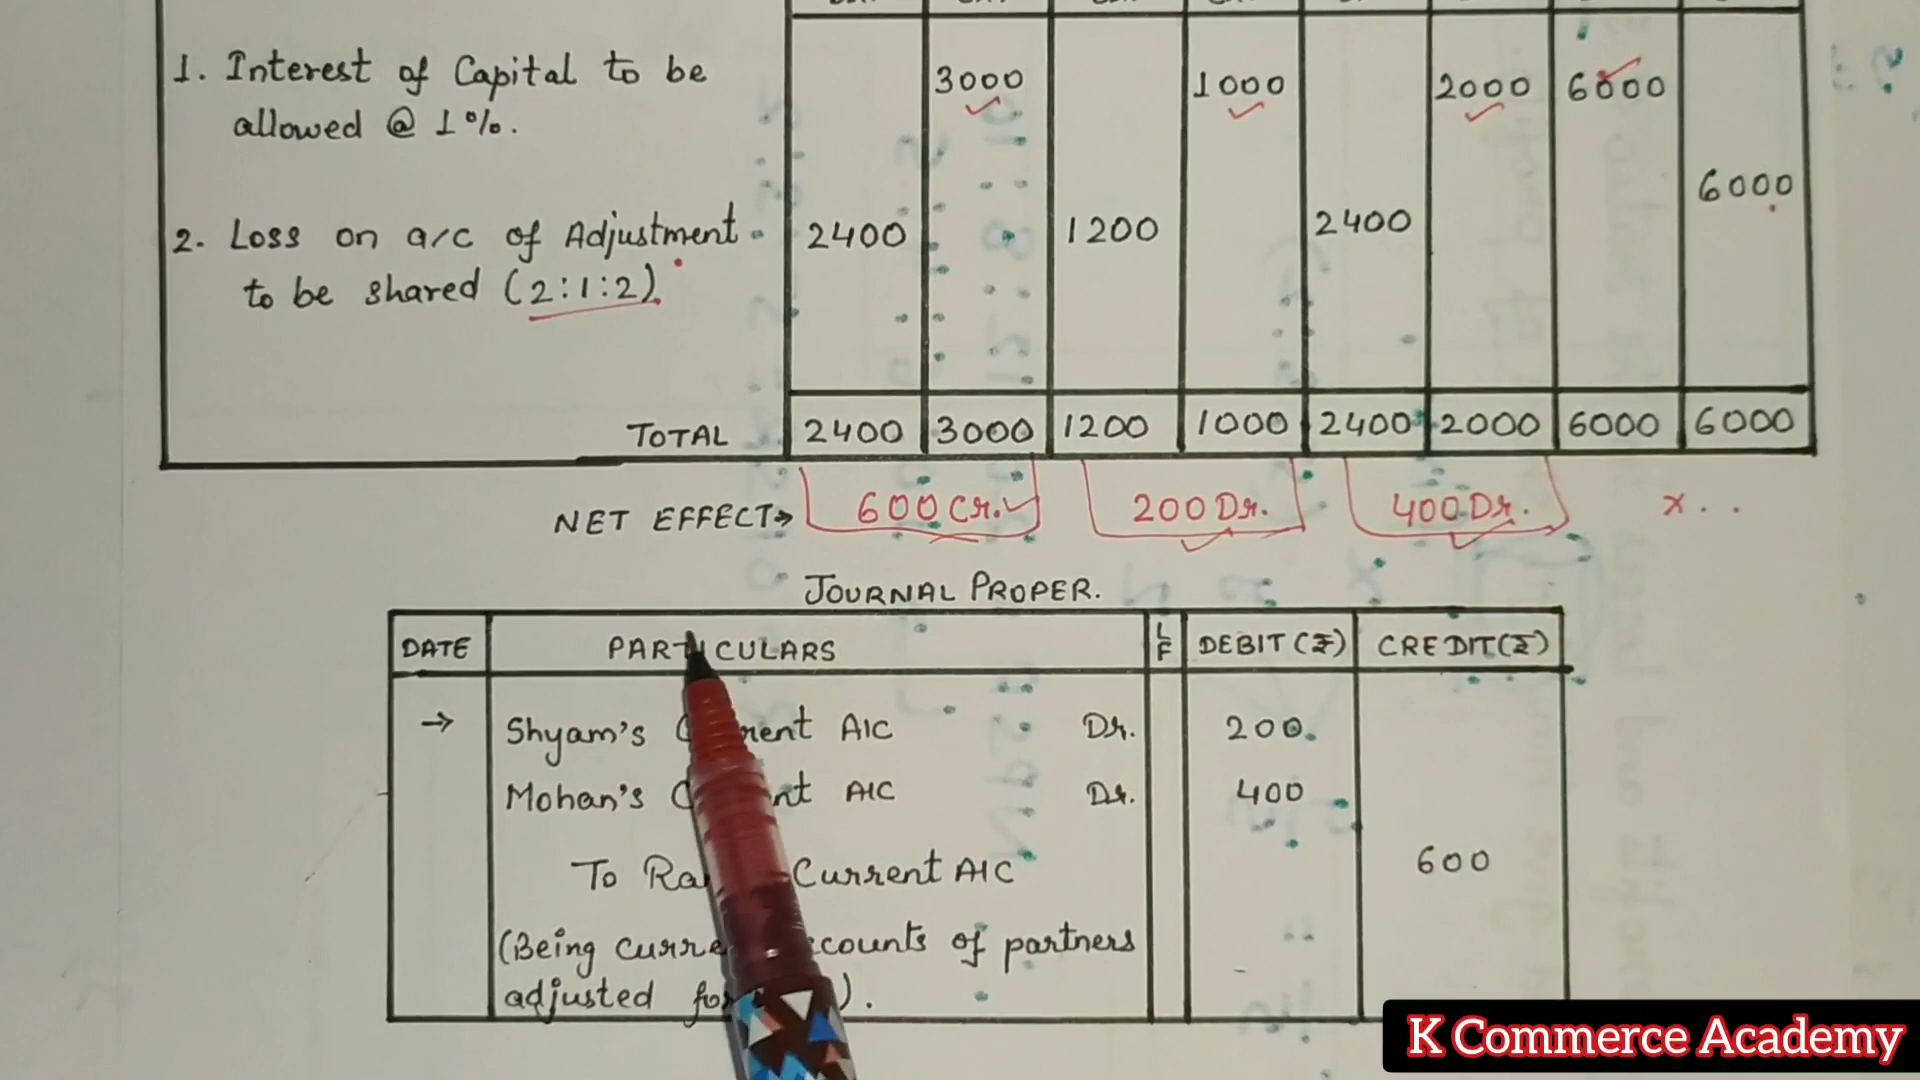 1. Interest of Capital to be 3000 1000 2000 6000
allowed @ 1%.
6000
2. Loss on a/c of Adjustment 2400 1200 2400
to be shared (2:1:2).
TOTAL 2400 3000 1200 1000 2400 2000 6000 6000
NET EFFECT→ 600 Cr. 200 Dr. 400 Dr. x..
JOURNAL PROPER.
DATE PARTICULARS LF DEBIT (₹) CREDIT (₹)
→ Shyam's A/C Dr. 200
Mohan's A/C Dr. 400
To Current A/C 600
(Being of partners
adjusted ).
K Commerce Academy